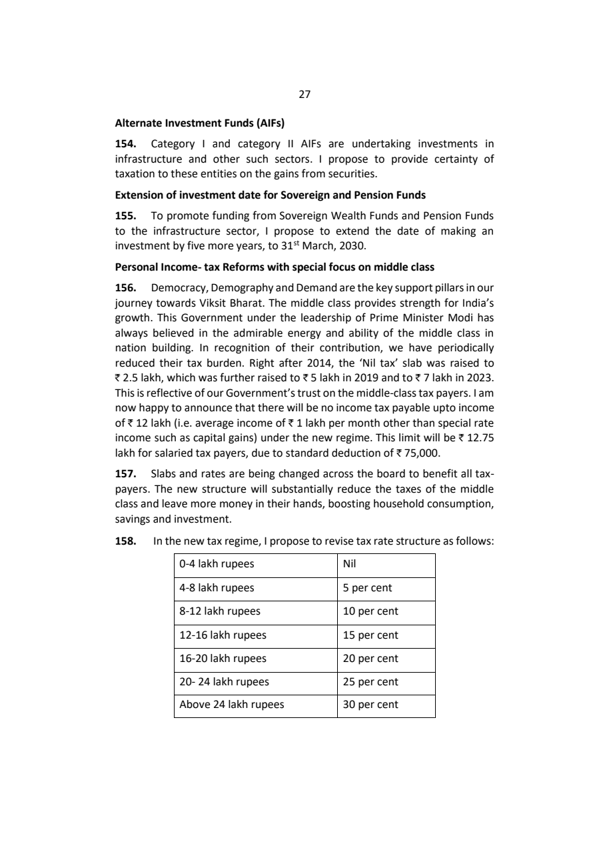 27
Alternate Investment Funds (AIFs)
154. Category I and category II AIFs are undertaking investments in
infrastructure and other such sectors. I propose to provide certainty of
taxation to these entities on the gains from securities.
Extension of investment date for Sovereign and Pension Funds
155. To promote funding from Sovereign Wealth Funds and Pension Funds
to the infrastructure sector, I propose to extend the date of making an
investment by five more years, to 31st March, 2030.
Personal Income- tax Reforms with special focus on middle class
156. Democracy, Demography and Demand are the key support pillars in our
journey towards Viksit Bharat. The middle class provides strength for India’s
growth. This Government under the leadership of Prime Minister Modi has
always believed in the admirable energy and ability of the middle class in
nation building. In recognition of their contribution, we have periodically
reduced their tax burden. Right after 2014, the ‘Nil tax’ slab was raised to
₹ 2.5 lakh, which was further raised to ₹ 5 lakh in 2019 and to ₹ 7 lakh in 2023.
This is reflective of our Government’s trust on the middle-class tax payers. I am
now happy to announce that there will be no income tax payable upto income
of ₹ 12 lakh (i.e. average income of ₹ 1 lakh per month other than special rate
income such as capital gains) under the new regime. This limit will be ₹ 12.75
lakh for salaried tax payers, due to standard deduction of ₹ 75,000.
157. Slabs and rates are being changed across the board to benefit all tax-
payers. The new structure will substantially reduce the taxes of the middle
class and leave more money in their hands, boosting household consumption,
savings and investment.
158. In the new tax regime, I propose to revise tax rate structure as follows:
0-4 lakh rupees Nil
4-8 lakh rupees 5 per cent
8-12 lakh rupees 10 per cent
12-16 lakh rupees 15 per cent
16-20 lakh rupees 20 per cent
20- 24 lakh rupees 25 per cent
Above 24 lakh rupees 30 per cent